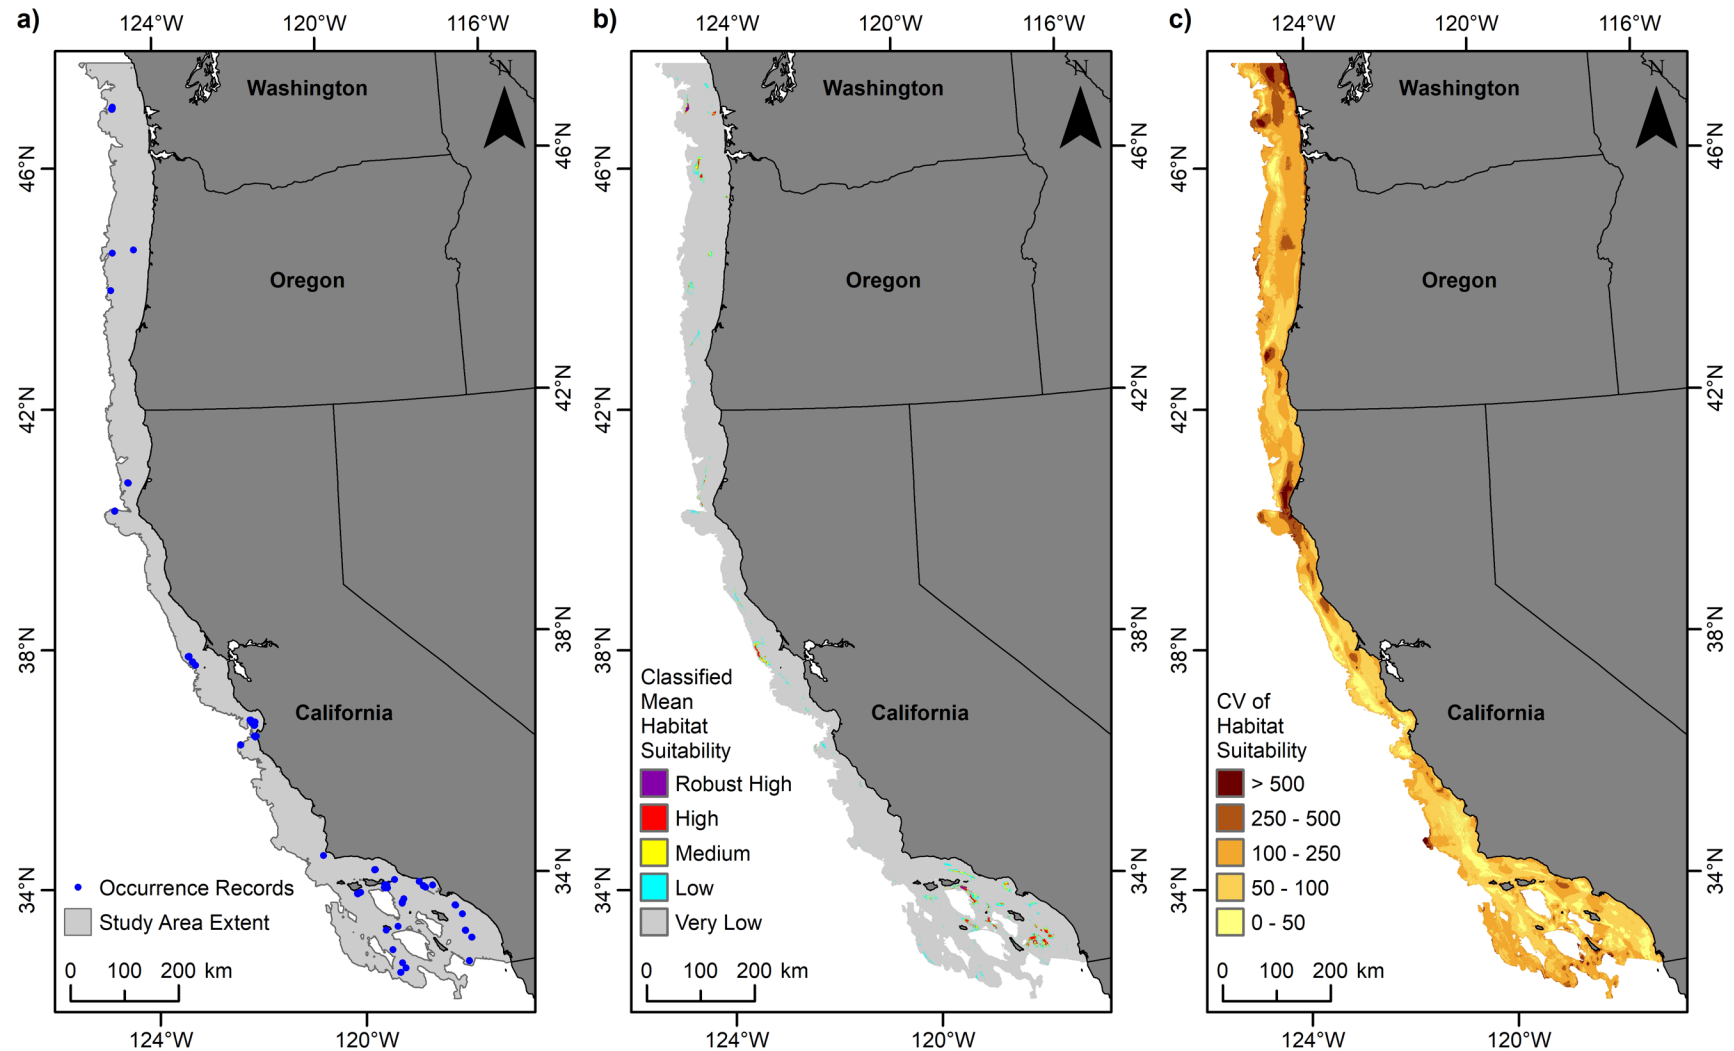 a)
124°W 120°W 116°W
N
Washington
Oregon
California
46°N
42°N
38°N
34°N
46°N
42°N
38°N
34°N
Occurrence Records
Study Area Extent
0 100 200 km
124°W 120°W
b)
124°W 120°W 116°W
N
Washington
Oregon
California
46°N
42°N
38°N
34°N
46°N
42°N
38°N
34°N
Classified
Mean
Habitat
Suitability
Robust High
High
Medium
Low
Very Low
0 100 200 km
124°W 120°W
c)
124°W 120°W 116°W
N
Washington
Oregon
California
46°N
42°N
38°N
34°N
46°N
42°N
38°N
34°N
CV of
Habitat
Suitability
> 500
250 - 500
100 - 250
50 - 100
0 - 50
0 100 200 km
124°W 120°W